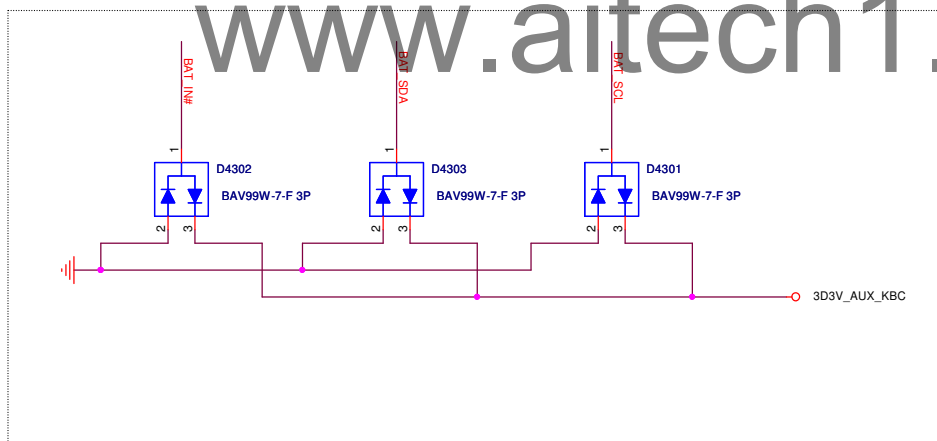 www.aitech1.
BAT_IN#
BAT_SDA
BAT_SCL
1
1
1
D4302
D4303
D4301
BAV99W-7-F 3P
BAV99W-7-F 3P
BAV99W-7-F 3P
2 3
2 3
2 3
3D3V_AUX_KBC